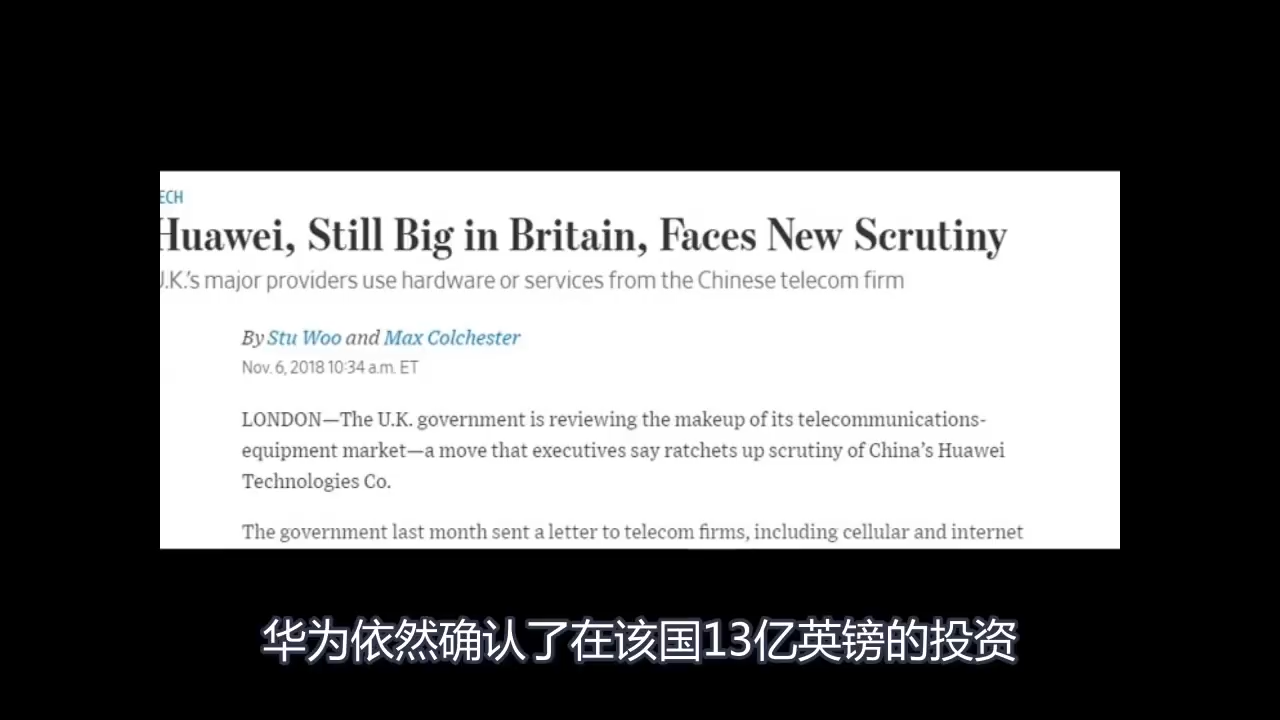 ECH
Huawei, Still Big in Britain, Faces New Scrutiny
U.K.'s major providers use hardware or services from the Chinese telecom firm
By Stu Woo and Max Colchester
Nov. 6, 2018 10:34 a.m. ET
LONDON—The U.K. government is reviewing the makeup of its telecommunications-
equipment market—a move that executives say ratchets up scrutiny of China's Huawei
Technologies Co.
The government last month sent a letter to telecom firms, including cellular and internet
华为依然确认了在该国13亿英镑的投资